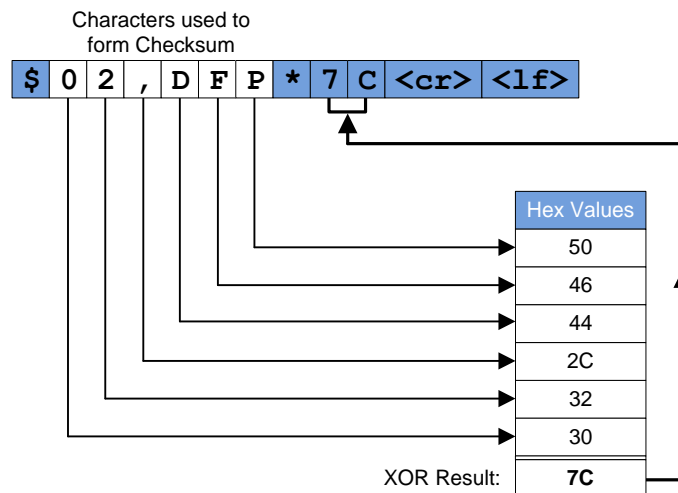 Characters used to
form Checksum
$ 0 2 , D F P * 7 C <cr> <lf>
Hex Values
50
46
44
2C
32
30
XOR Result: 7C